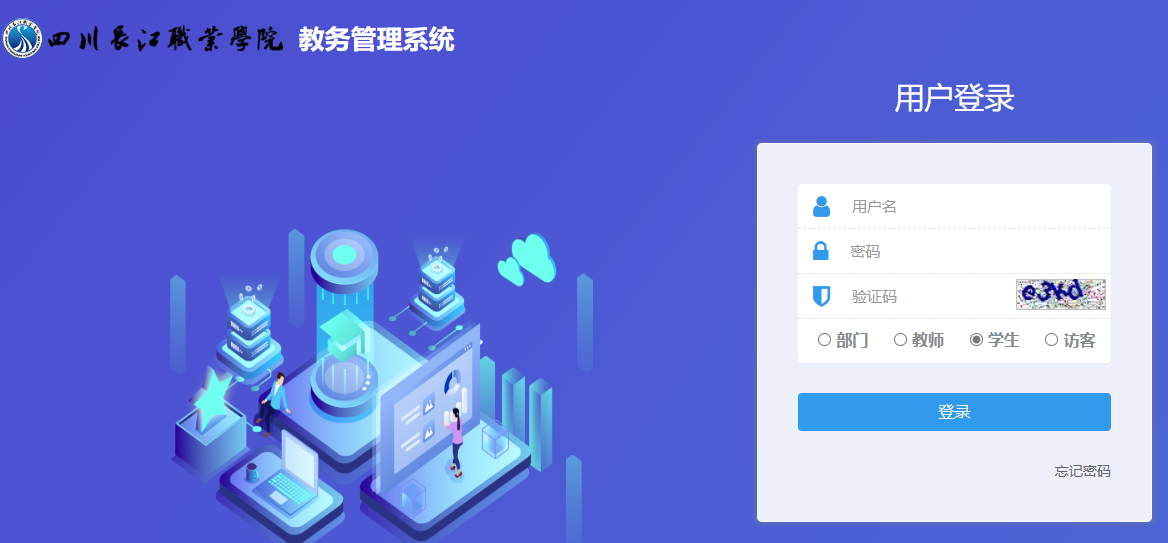 四川長江職業學院 教务管理系统
用户登录
用户名
密码
验证码 e3kd
部门 教师 学生 访客
登录
忘记密码